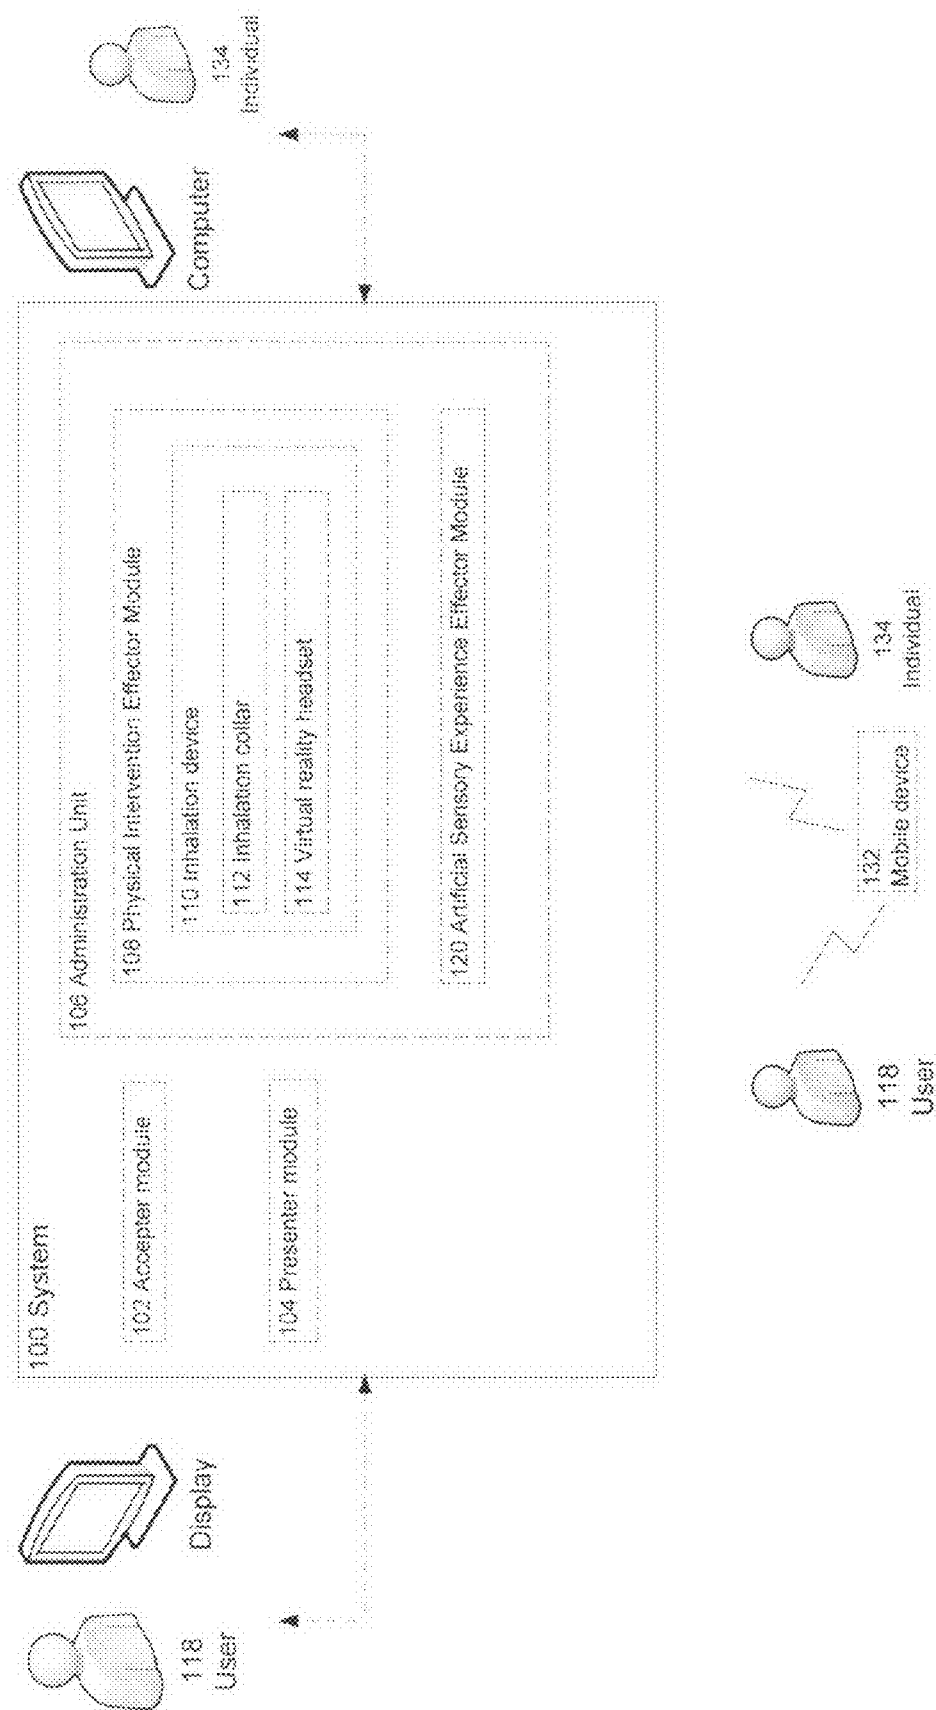 100 System
102 Accepter module
104 Presenter module
106 Administration Unit
108 Physical Intervention Effector Module
110 Inhalation device
112 Inhalation collar
114 Virtual reality headset
120 Artificial Sensory Experience Effector Module
118
User
Display
Computer
134
Individual
118
User
132
Mobile device
134
Individual